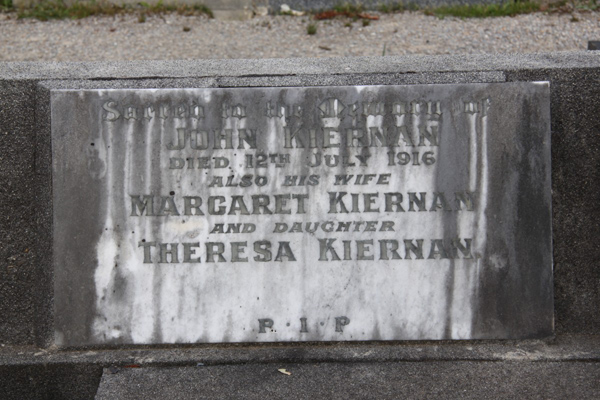 Sacred to the Memory of
JOHN KIERNAN
DIED 12TH JULY 1916
ALSO HIS WIFE
MARGARET KIERNAN
AND DAUGHTER
THERESA KIERNAN.
R I P